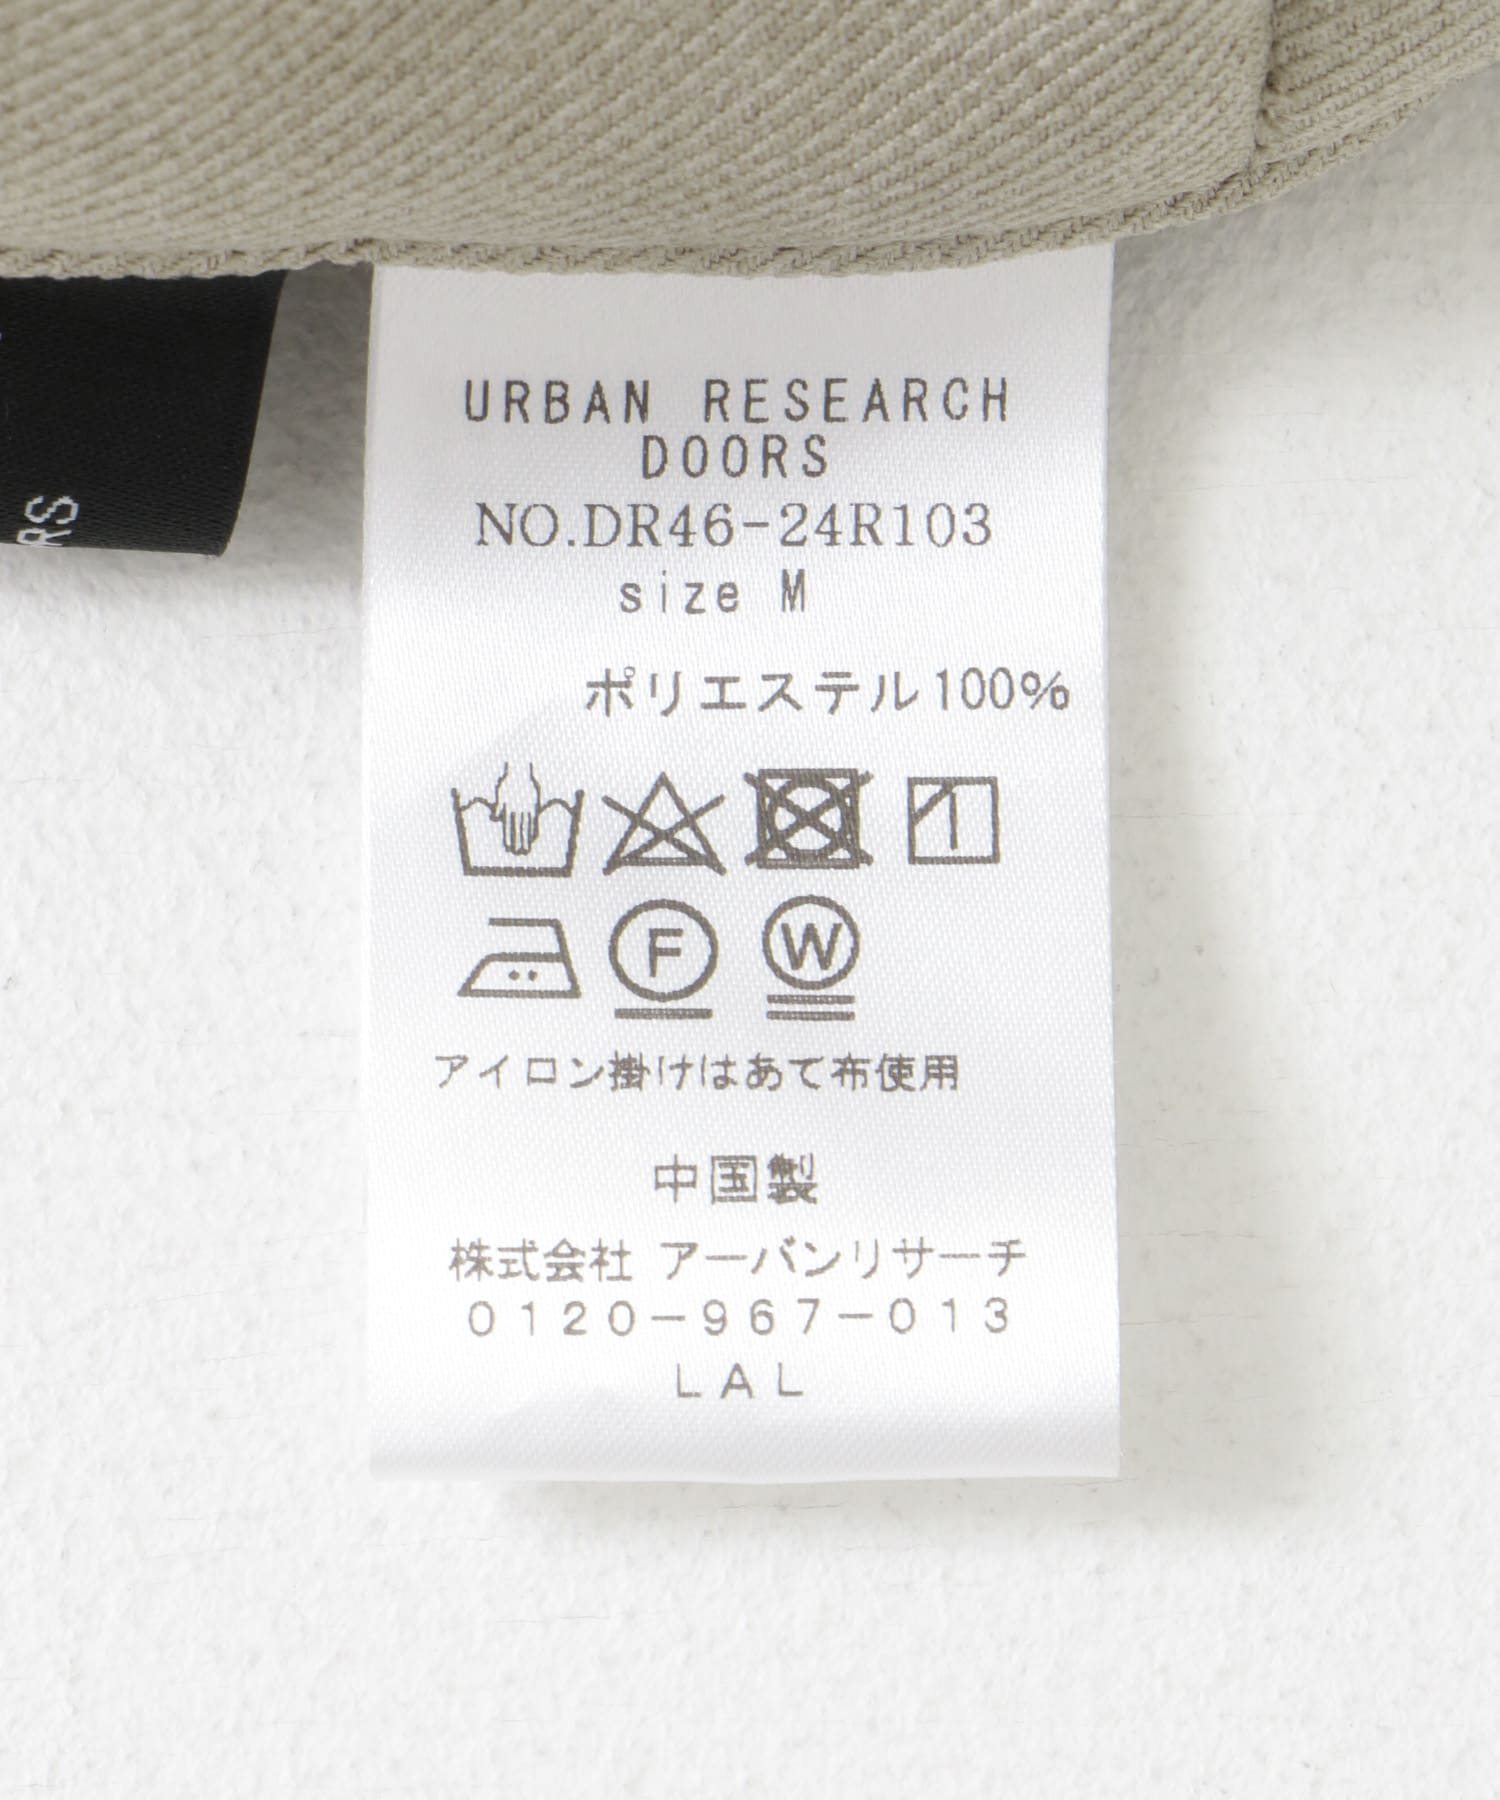 RS
URBAN RESEARCH
DOORS
NO.DR46-24R103
size M
ポリエステル100%
F
W
アイロン掛けはあて布使用
中国製
株式会社 アーバンリサーチ
0120-967-013
LAL